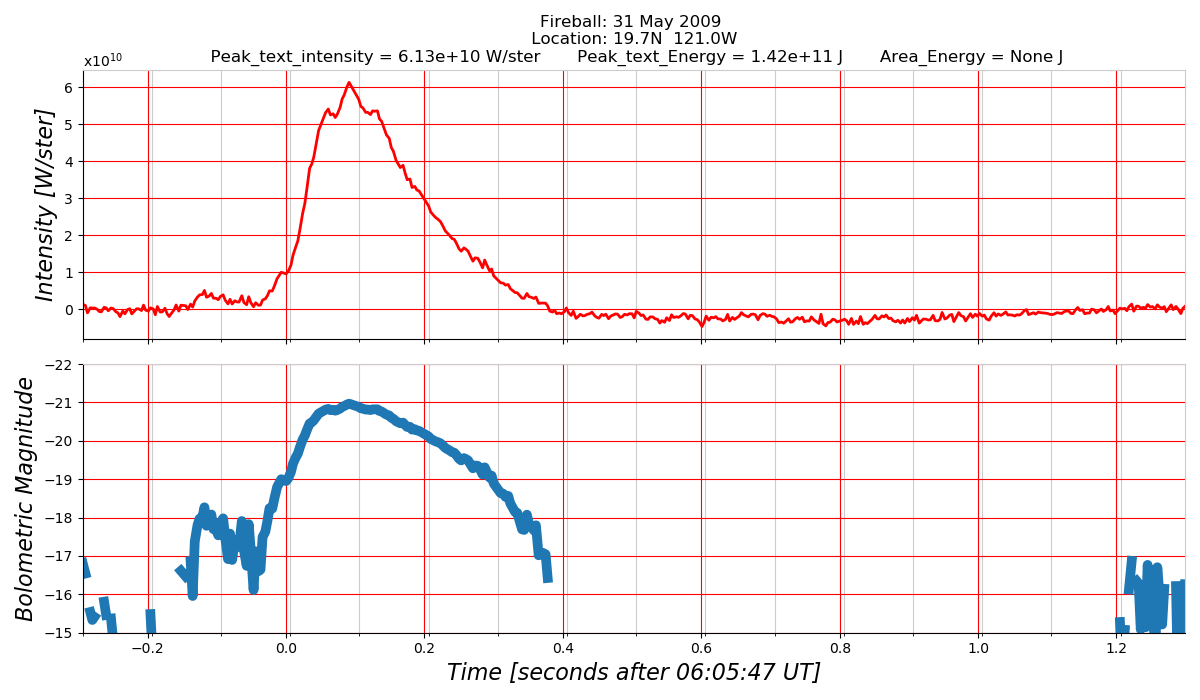 Fireball: 31 May 2009
Location: 19.7N 121.0W
Peak_text_intensity = 6.13e+10 W/ster Peak_text_Energy = 1.42e+11 J Area_Energy = None J
x10¹⁰
6
5
4
3
2
1
0
Intensity [W/ster]
−22
−21
−20
−19
−18
−17
−16
−15
Bolometric Magnitude
−0.2 0.0 0.2 0.4 0.6 0.8 1.0 1.2
Time [seconds after 06:05:47 UT]